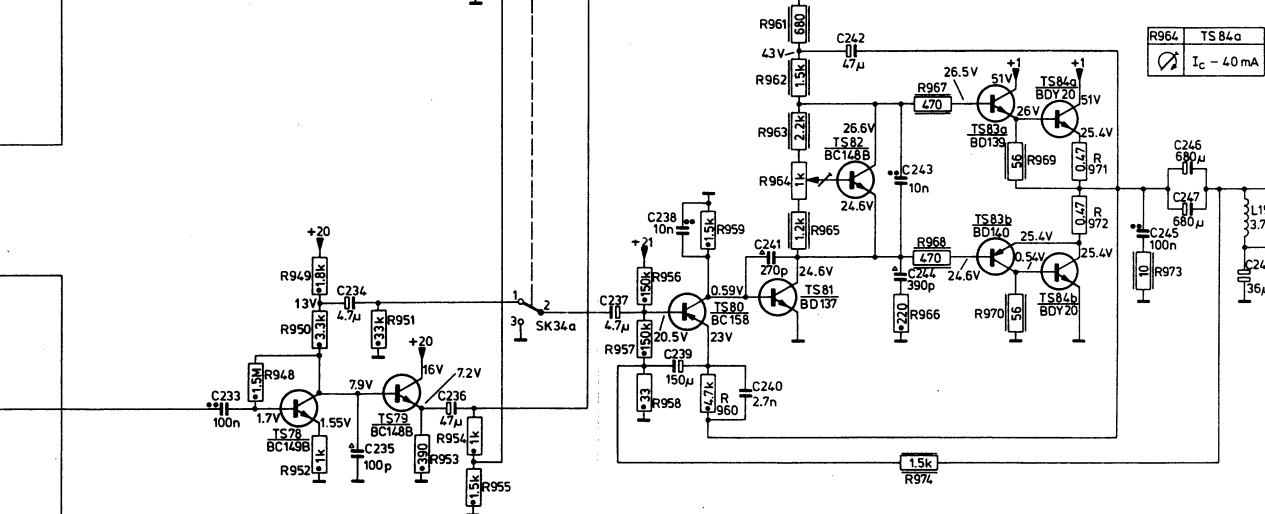 R961 680
43V
C242
47µ
R962 1.5k
R963 2.2k
R964 1k
R965 1.2k
R967
470
26.5V
51V
+1
+1
TS84a
BDY20
51V
26V
25.4V
TS83a
BD139
56 R969
0.47 R
971
R964 TS84a
I_C – 40 mA
26.6V
TS82
BC148B
24.6V
C243
10n
C246
680µ
C247
680µ
0.47 R
972
TS83b
BD140
25.4V
R968
470
24.6V
0.54V
25.4V
TS84b
BDY20
R970 56
C245
100n
10 R973
L19
3.7
C24
36µ
C244
390p
220 R966
C238
10n
1.5k R959
C241
270p
24.6V
TS81
BD137
+21
150k R956
0.59V
TS80
BC158
C237
4.7µ
20.5V
23V
150k
R957
C239
150µ
33 R958
4.7k R
960
C240
2.7n
1.5k
R974
+20
R949 1.8k
13V
C234
4.7µ
R950 3.3k
33k R951
1
2
3
SK34a
+20
16V
7.2V
1.5M R948
7.9V
C233
100n
1.7V
TS78
BC149B
1.55V
TS79
BC148B
C236
47µ
R952 1k
C235
100p
390 R953
R954 1k
1.5k R955